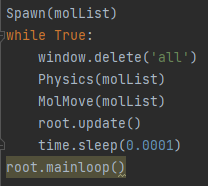 Spawn(molList)
while True:
    window.delete('all')
    Physics(molList)
    MolMove(molList)
    root.update()
    time.sleep(0.0001)
root.mainloop()